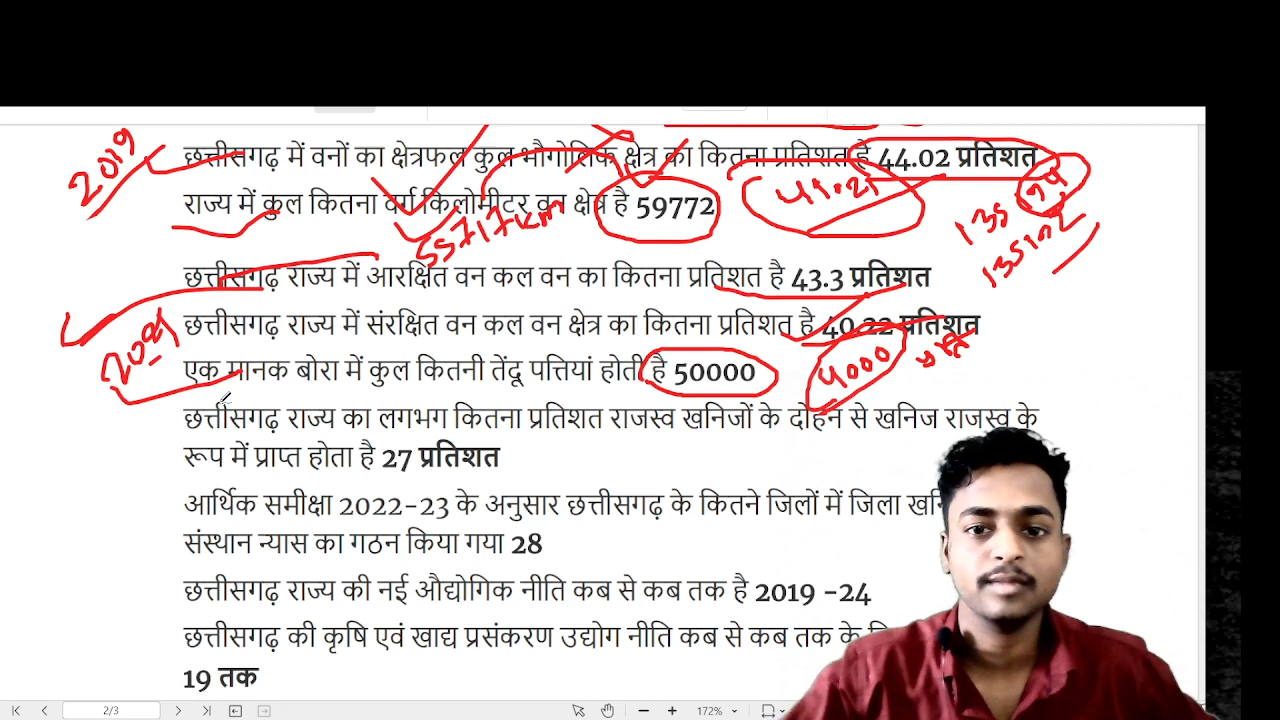 2019
छत्तीसगढ़ में वनों का क्षेत्रफल कुल भौगोलिक क्षेत्र का कितना प्रतिशत है 44.02 प्रतिशत
राज्य में कुल कितना वर्ग किलोमीटर वन क्षेत्र है 59772
55717km
छत्तीसगढ़ राज्य में आरक्षित वन कल वन का कितना प्रतिशत है 43.3 प्रतिशत
छत्तीसगढ़ राज्य में संरक्षित वन कल वन क्षेत्र का कितना प्रतिशत है 40.22 प्रतिशत
एक मानक बोरा में कुल कितनी तेंदू पत्तियां होती है 50000
4000 प्रति
छत्तीसगढ़ राज्य का लगभग कितना प्रतिशत राजस्व खनिजों के दोहन से खनिज राजस्व के
रूप में प्राप्त होता है 27 प्रतिशत
आर्थिक समीक्षा 2022-23 के अनुसार छत्तीसगढ़ के कितने जिलों में जिला
संस्थान न्यास का गठन किया गया 28
छत्तीसगढ़ राज्य की नई औद्योगिक नीति कब से कब तक है 2019 -24
छत्तीसगढ़ की कृषि एवं खाद्य प्रसंकरण उद्योग नीति कब से कब तक के
19 तक
2/3
172%